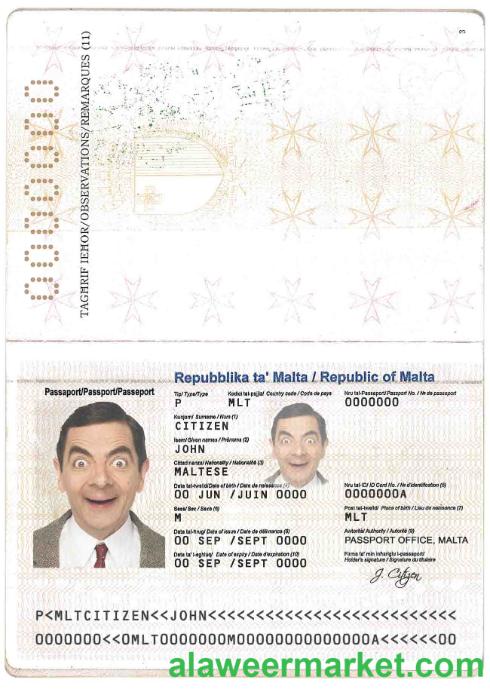 3
TAGĦRIF IEĦOR/OBSERVATIONS/REMARQUES (11)
0000000
Repubblika ta' Malta / Republic of Malta
Passaport/Passport/Passeport
Tip/Type/Type
Kodiċi tal-pajjiż/ Country code / Code de pays
Nru tal-Passaport/Passport No. / No de passeport
P
MLT
0000000
Kunjom/ Surname / Nom (1)
CITIZEN
Isem/Given names / Prénoms (2)
JOHN
Ċittadinanza/Nationality / Nationalité (3)
MALTESE
Data tat-twelid/Date of birth / Date de naissance (4)
Nru tal-ID/ ID Card No. / No d'identification (5)
00 JUN /JUIN 0000
0000000A
Sess/ Sex / Sexe (6)
Post tat-twelid/ Place of birth / Lieu de naissance (7)
M
MLT
Data tal-ħruġ/ Date of issue / Date de délivrance (8)
Awtorità/ Authority / Autorité (9)
00 SEP /SEPT 0000
PASSPORT OFFICE, MALTA
Data ta' l-egħluq/ Date of expiry / Date d'expiration (10)
Firma ta' min inħariġlu l-passaport/
Holder's signature / Signature du titulaire
00 SEP /SEPT 0000
J. Citizen
P<MLTCITIZEN<<JOHN<<<<<<<<<<<<<<<<<<<<<<<<<<
0000000<<0MLT0000000M00000000000000A<<<<<<00
alaweermarket.com